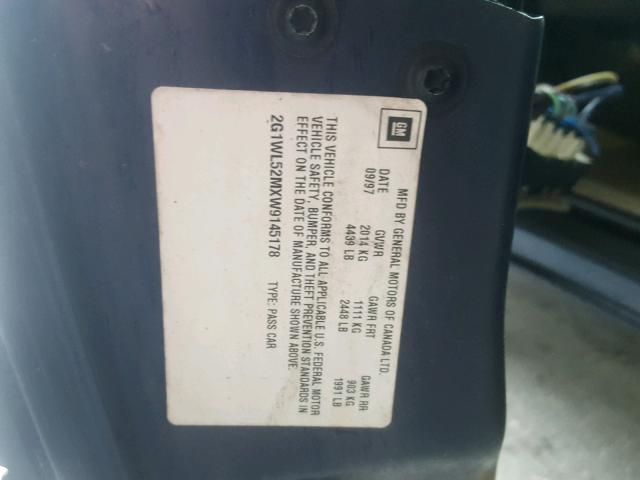 GM
MFD BY GENERAL MOTORS OF CANADA LTD.
DATE GVWR GAWR FRT GAWR RR
09/97 2014 KG 1111 KG 903 KG
4439 LB 2448 LB 1991 LB
THIS VEHICLE CONFORMS TO ALL APPLICABLE U.S. FEDERAL MOTOR
VEHICLE SAFETY, BUMPER, AND THEFT PREVENTION STANDARDS IN
EFFECT ON THE DATE OF MANUFACTURE SHOWN ABOVE.
2G1WL52MXW9145178 TYPE: PASS CAR